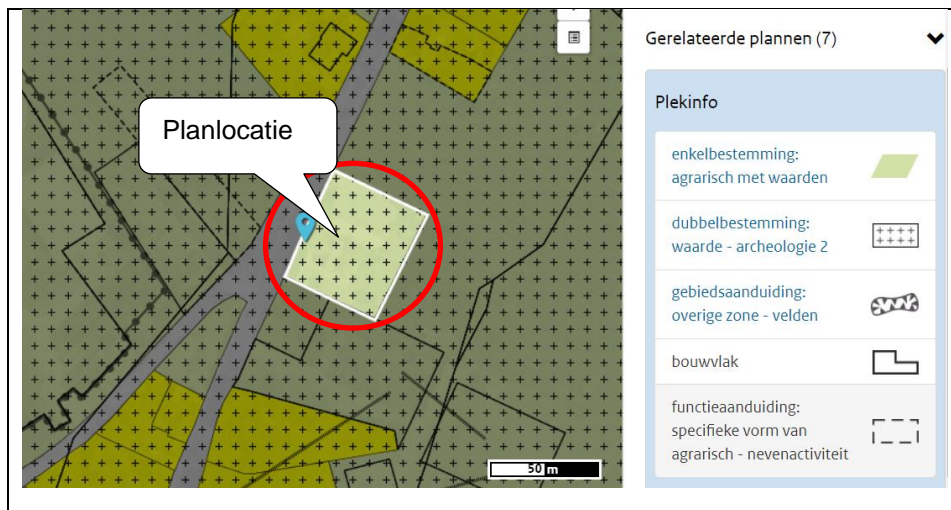 Planlocatie
50 m
Gerelateerde plannen (7)
Plekinfo
enkelbestemming:
agrarisch met waarden
dubbelbestemming:
waarde - archeologie 2
gebiedsaanduiding:
overige zone - velden
bouwvlak
functieaanduiding:
specifieke vorm van
agrarisch - nevenactiviteit